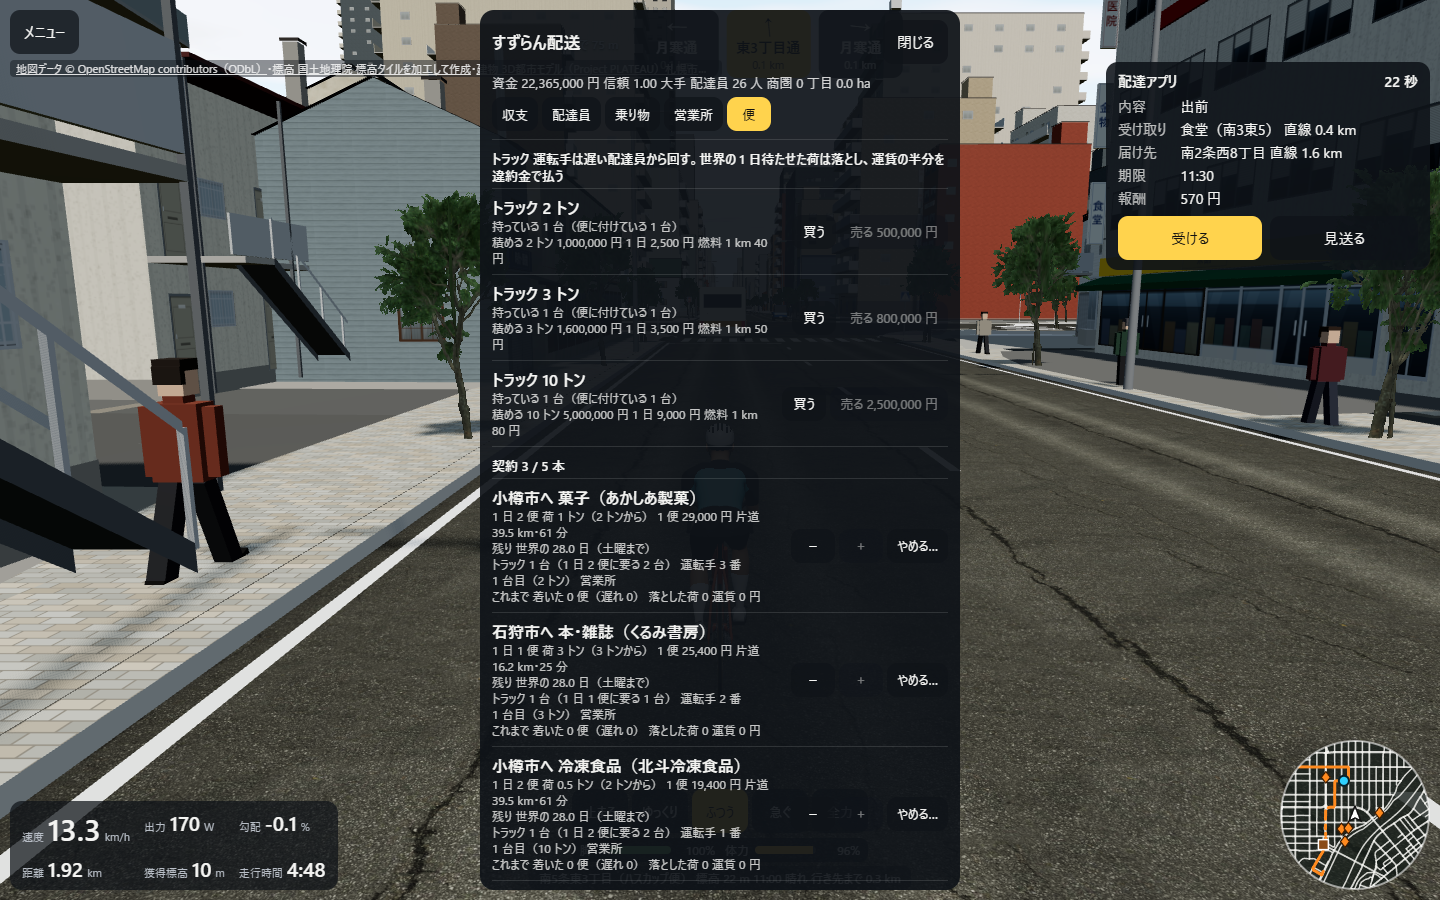 メニュー
地図データ © OpenStreetMap contributors（ODbL）・標高 国土地理院 標高タイルを加工して作成・
すずらん配送
閉じる
資金 22,365,000 円 信頼 1.00 大手 配達員 26 人 商圏 0 丁目 0.0 ha
収支
配達員
乗り物
営業所
便
トラック 運転手は遅い配達員から回す。世界の 1 日待たせた荷は落とし、運賃の半分を
違約金で払う
トラック 2 トン
持っている 1 台（便に付けている 1 台）
積める 2 トン 1,000,000 円 1 日 2,500 円 燃料 1 km 40
円
買う
売る 500,000 円
トラック 3 トン
持っている 1 台（便に付けている 1 台）
積める 3 トン 1,600,000 円 1 日 3,500 円 燃料 1 km 50
円
買う
売る 800,000 円
トラック 10 トン
持っている 1 台（便に付けている 1 台）
積める 10 トン 5,000,000 円 1 日 9,000 円 燃料 1 km
80 円
買う
売る 2,500,000 円
契約 3 / 5 本
小樽市へ 菓子（あかしあ製菓）
1 日 2 便 荷 1 トン（2 トンから） 1 便 29,000 円 片道
39.5 km・61 分
残り 世界の 28.0 日（土曜まで）
トラック 1 台（1 日 2 便に要る 2 台） 運転手 3 番
1 台目（2 トン） 営業所
これまで 着いた 0 便（遅れ 0） 落とした荷 0 運賃 0 円
−
+
やめる...
石狩市へ 本・雑誌（くるみ書房）
1 日 1 便 荷 3 トン（3 トンから） 1 便 25,400 円 片道
16.2 km・25 分
残り 世界の 28.0 日（土曜まで）
トラック 1 台（1 日 1 便に要る 1 台） 運転手 2 番
1 台目（3 トン） 営業所
これまで 着いた 0 便（遅れ 0） 落とした荷 0 運賃 0 円
−
+
やめる...
小樽市へ 冷凍食品（北斗冷凍食品）
1 日 2 便 荷 0.5 トン（2 トンから） 1 便 19,400 円 片道
39.5 km・61 分
残り 世界の 28.0 日（土曜まで）
トラック 1 台（1 日 2 便に要る 2 台） 運転手 1 番
1 台目（10 トン） 営業所
これまで 着いた 0 便（遅れ 0） 落とした荷 0 運賃 0 円
−
+
やめる...
配達アプリ
22 秒
内容 出前
受け取り 食堂（南3東5） 直線 0.4 km
届け先 南2条西8丁目 直線 1.6 km
期限 11:30
報酬 570 円
受ける
見送る
医院
食堂
速度 13.3 km/h
出力 170 W
勾配 -0.1 %
距離 1.92 km
獲得標高 10 m
走行時間 4:48